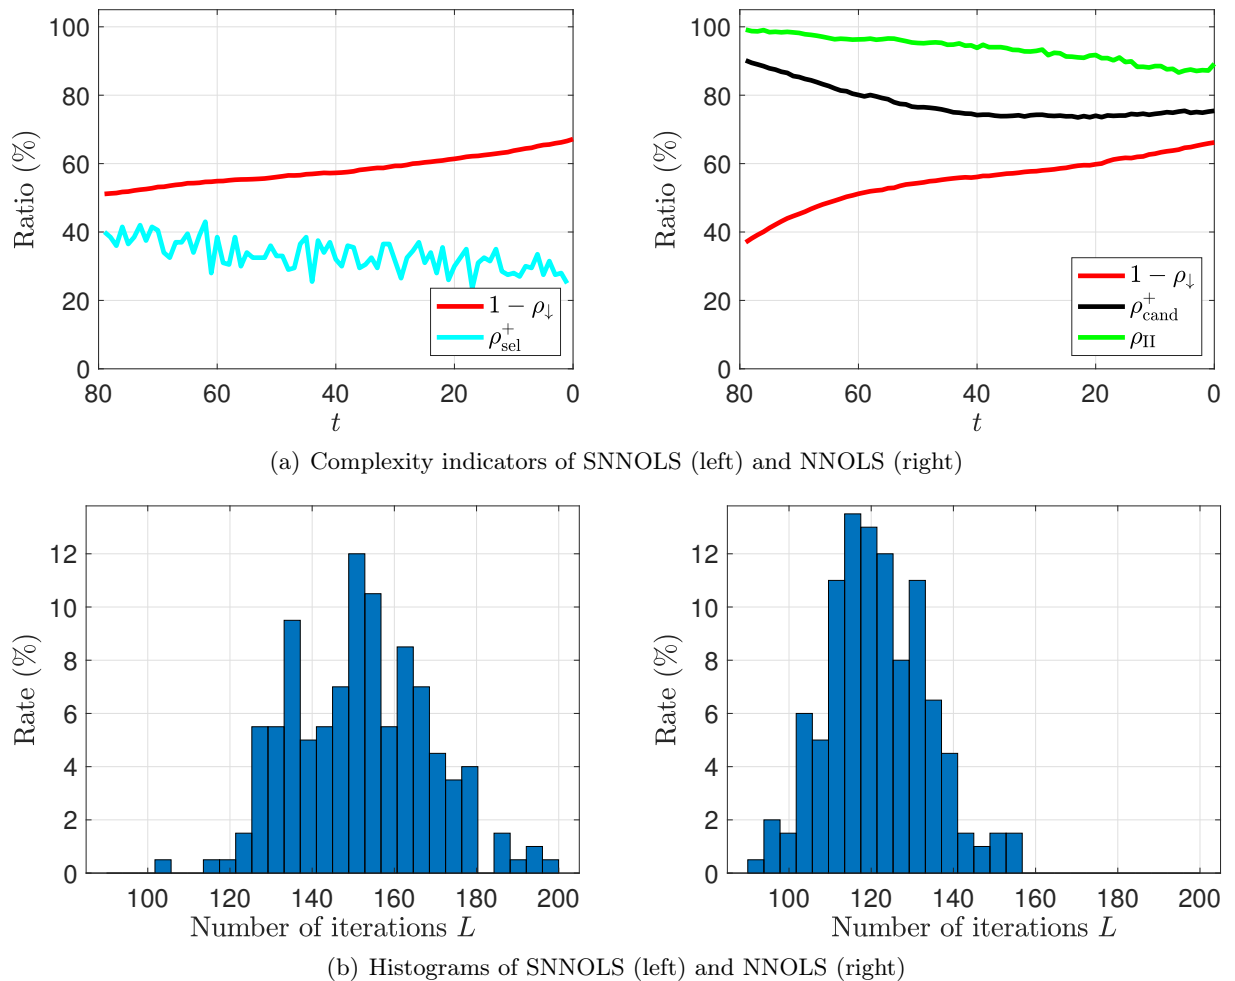 100
80
60
40
20
0
Ratio (%)
1 − ρ↓
ρ⁺sel
80 60 40 20 0
t
100
80
60
40
20
0
Ratio (%)
1 − ρ↓
ρ⁺cand
ρII
80 60 40 20 0
t
(a) Complexity indicators of SNNOLS (left) and NNOLS (right)
12
10
8
6
4
2
0
Rate (%)
100 120 140 160 180 200
Number of iterations L
12
10
8
6
4
2
0
Rate (%)
100 120 140 160 180 200
Number of iterations L
(b) Histograms of SNNOLS (left) and NNOLS (right)